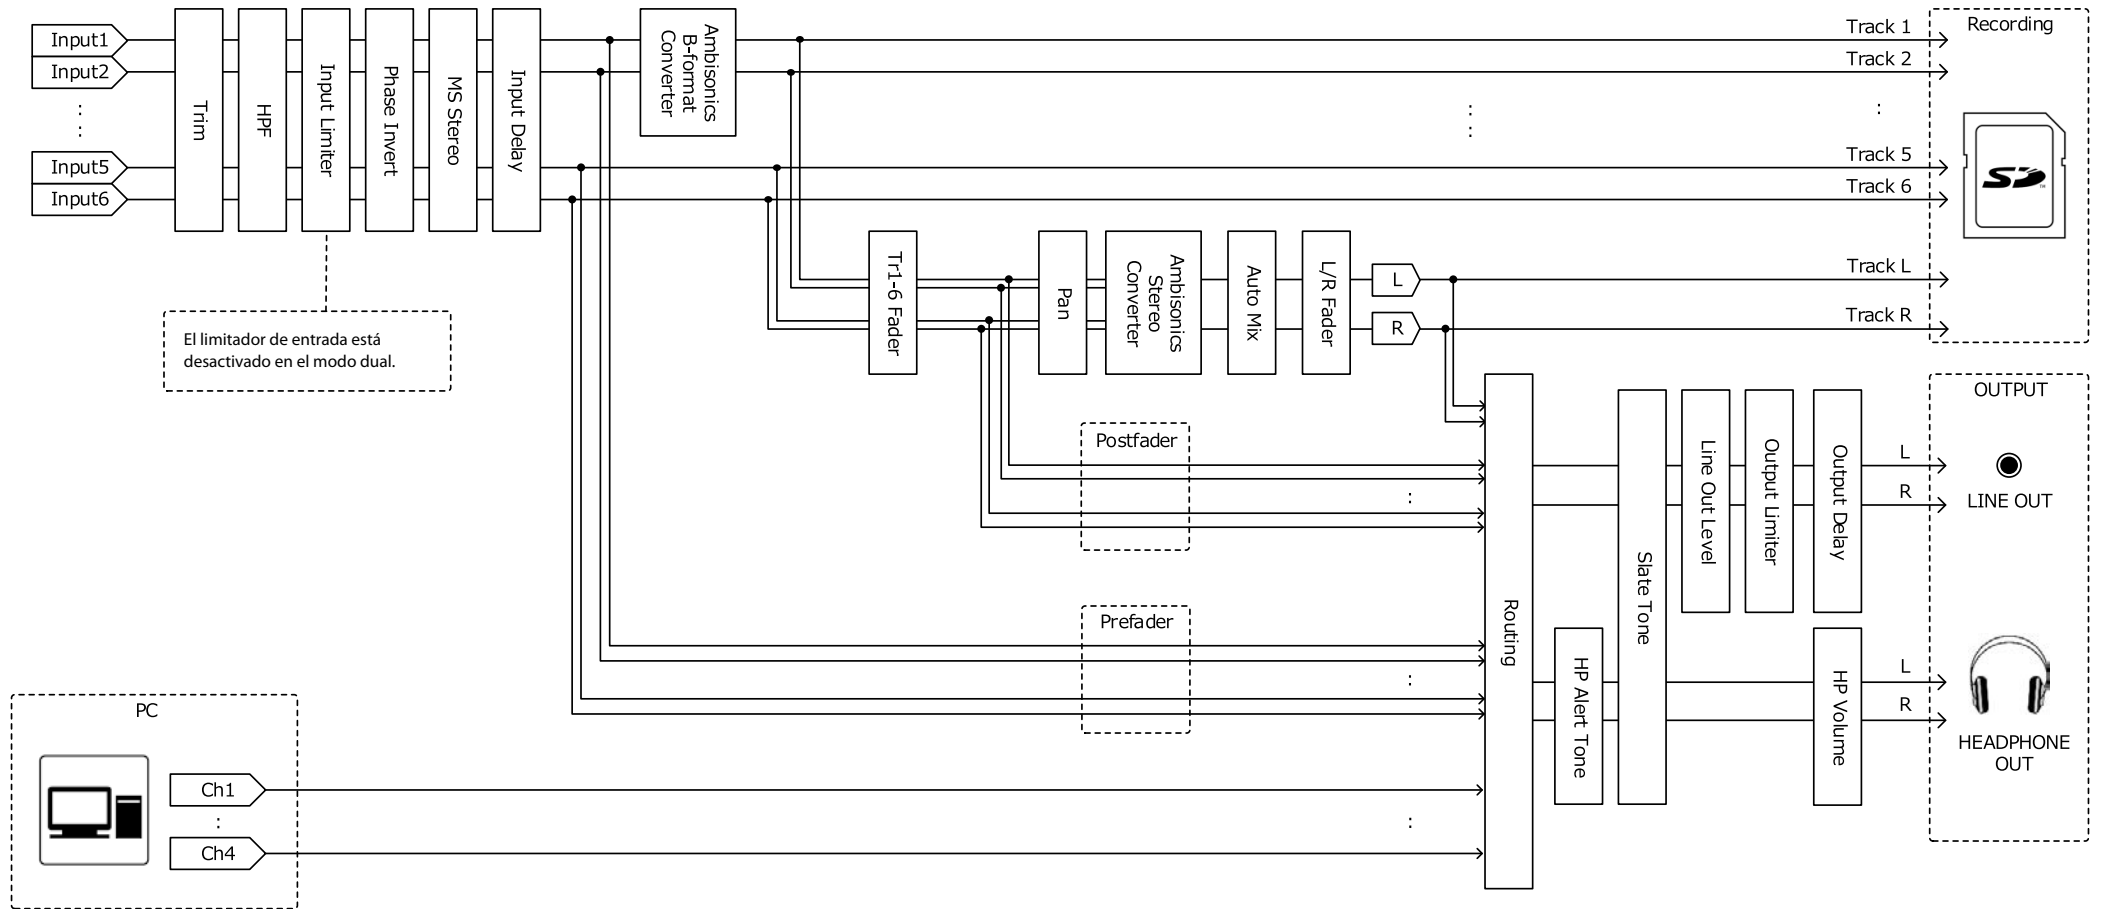 Input1
Input2
Input5
Input6
Trim
HPF
Input Limiter
Phase Invert
MS Stereo
Input Delay
Ambisonics
B-format
Converter
Track 1
Track 2
Track 5
Track 6
Track L
Track R
Recording
SD
TM
El limitador de entrada está
desactivado en el modo dual.
Tr1-6 Fader
Pan
Ambisonics
Stereo
Converter
Auto Mix
L/R Fader
L
R
Postfader
Prefader
Routing
HP Alert Tone
Slate Tone
Line Out Level
Output Limiter
Output Delay
HP Volume
L
R
L
R
OUTPUT
LINE OUT
HEADPHONE
OUT
PC
Ch1
Ch4